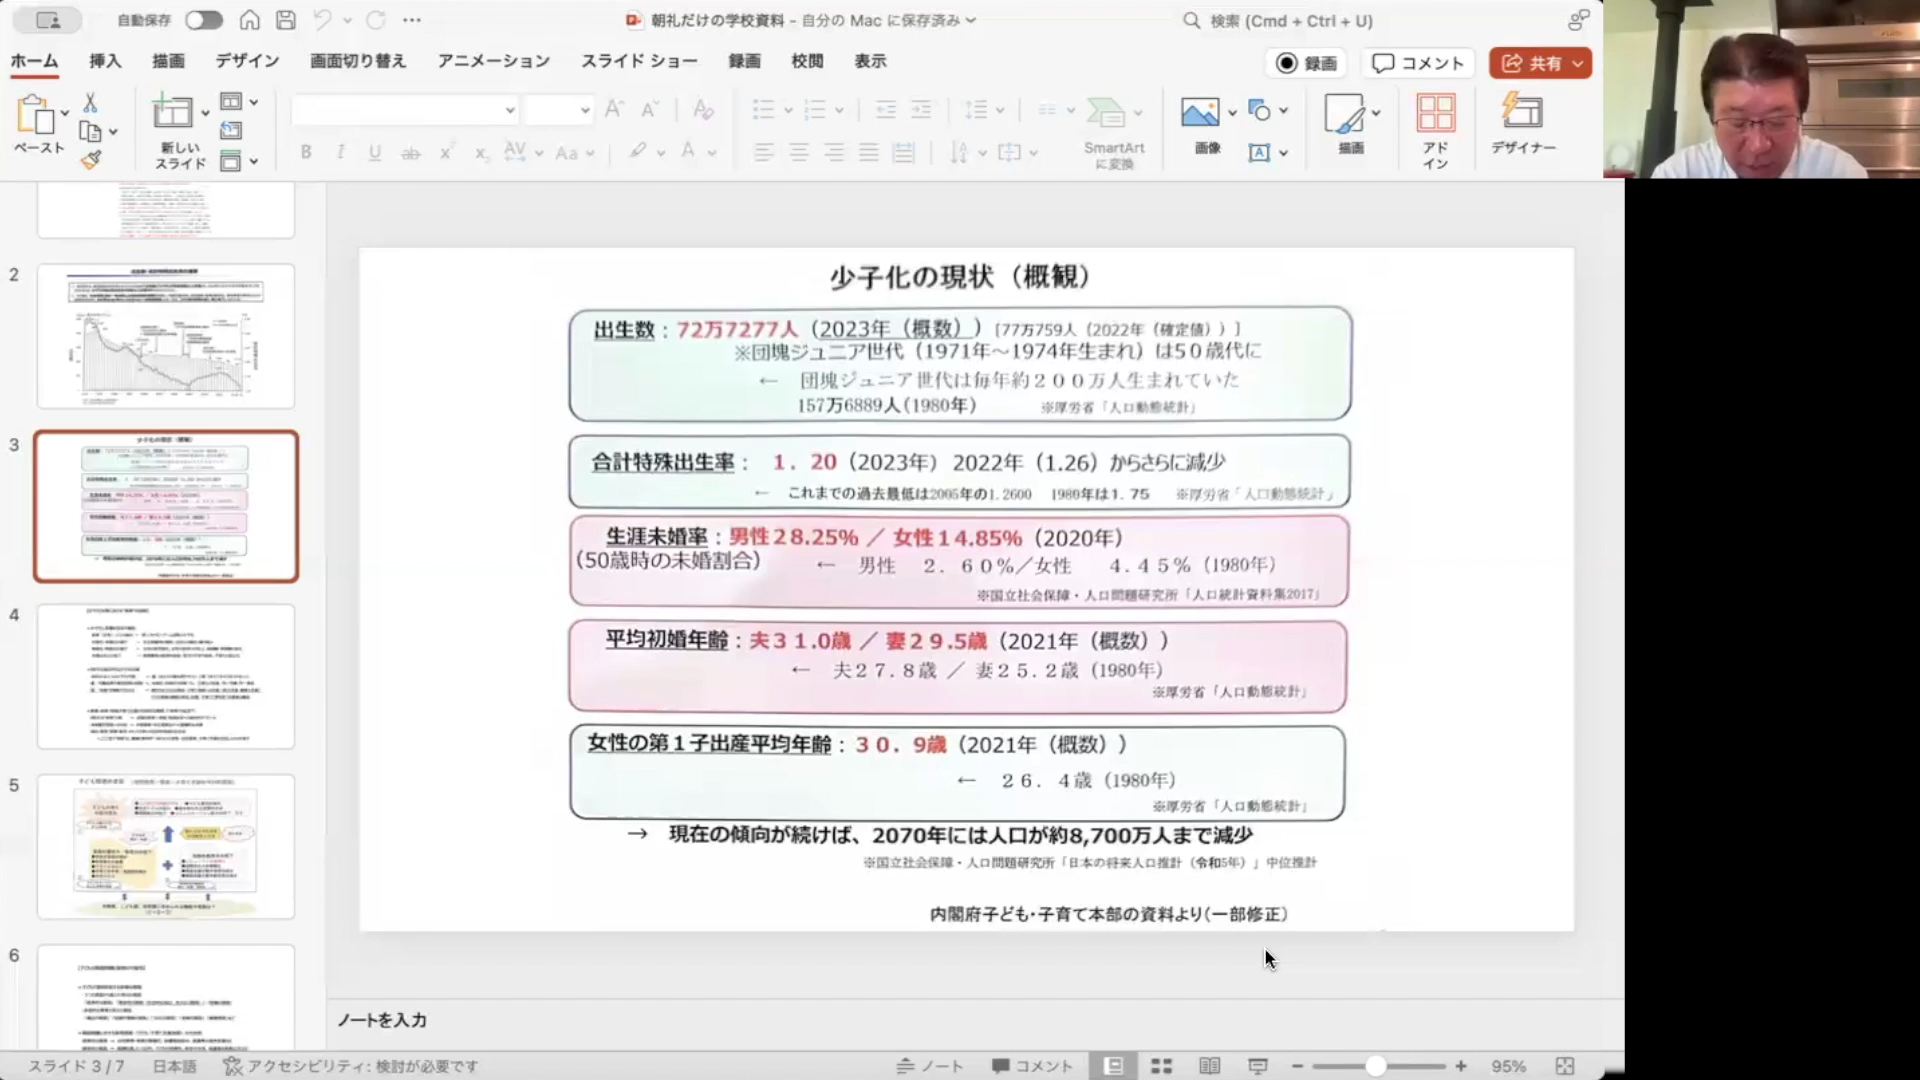 自動保存
朝礼だけの学校資料 - 自分の Mac に保存済み
検索 (Cmd + Ctrl + U)
ホーム 挿入 描画 デザイン 画面切り替え アニメーション スライド ショー 録画 校閲 表示
録画 コメント 共有
ペースト
新しい
スライド
SmartArt
に変換
画像
描画
アド
イン
デザイナー
2
3
4
5
6
少子化の現状（概観）
出生数：72万7277人（2023年（概数））［77万759人（2022年（確定値））］
※団塊ジュニア世代（1971年～1974年生まれ）は５０歳代に
← 団塊ジュニア世代は毎年約２００万人生まれていた
157万6889人(1980年) ※厚労省「人口動態統計」
合計特殊出生率： １．20（2023年）2022年（1.26）からさらに減少
← これまでの過去最低は2005年の1.2600 1980年は1.75 ※厚労省「人口動態統計」
生涯未婚率：男性２8.25% ／ 女性１4.85%（2020年）
（50歳時の未婚割合） ← 男性 ２．６０%／女性 ４.４５%（1980年）
※国立社会保障・人口問題研究所「人口統計資料集2017」
平均初婚年齢：夫３１.0歳 ／ 妻２９.5歳（2021年（概数））
← 夫２７.８歳 ／ 妻２５.２歳（1980年）
※厚労省「人口動態統計」
女性の第１子出産平均年齢：３０．９歳（2021年（概数））
← ２６．４歳（1980年）
※厚労省「人口動態統計」
→ 現在の傾向が続けば、2070年には人口が約8,700万人まで減少
※国立社会保障・人口問題研究所「日本の将来人口推計（令和5年）」中位推計
内閣府子ども・子育て本部の資料より（一部修正）
ノートを入力
スライド 3 / 7 日本語 アクセシビリティ: 検討が必要です ノート コメント 95%